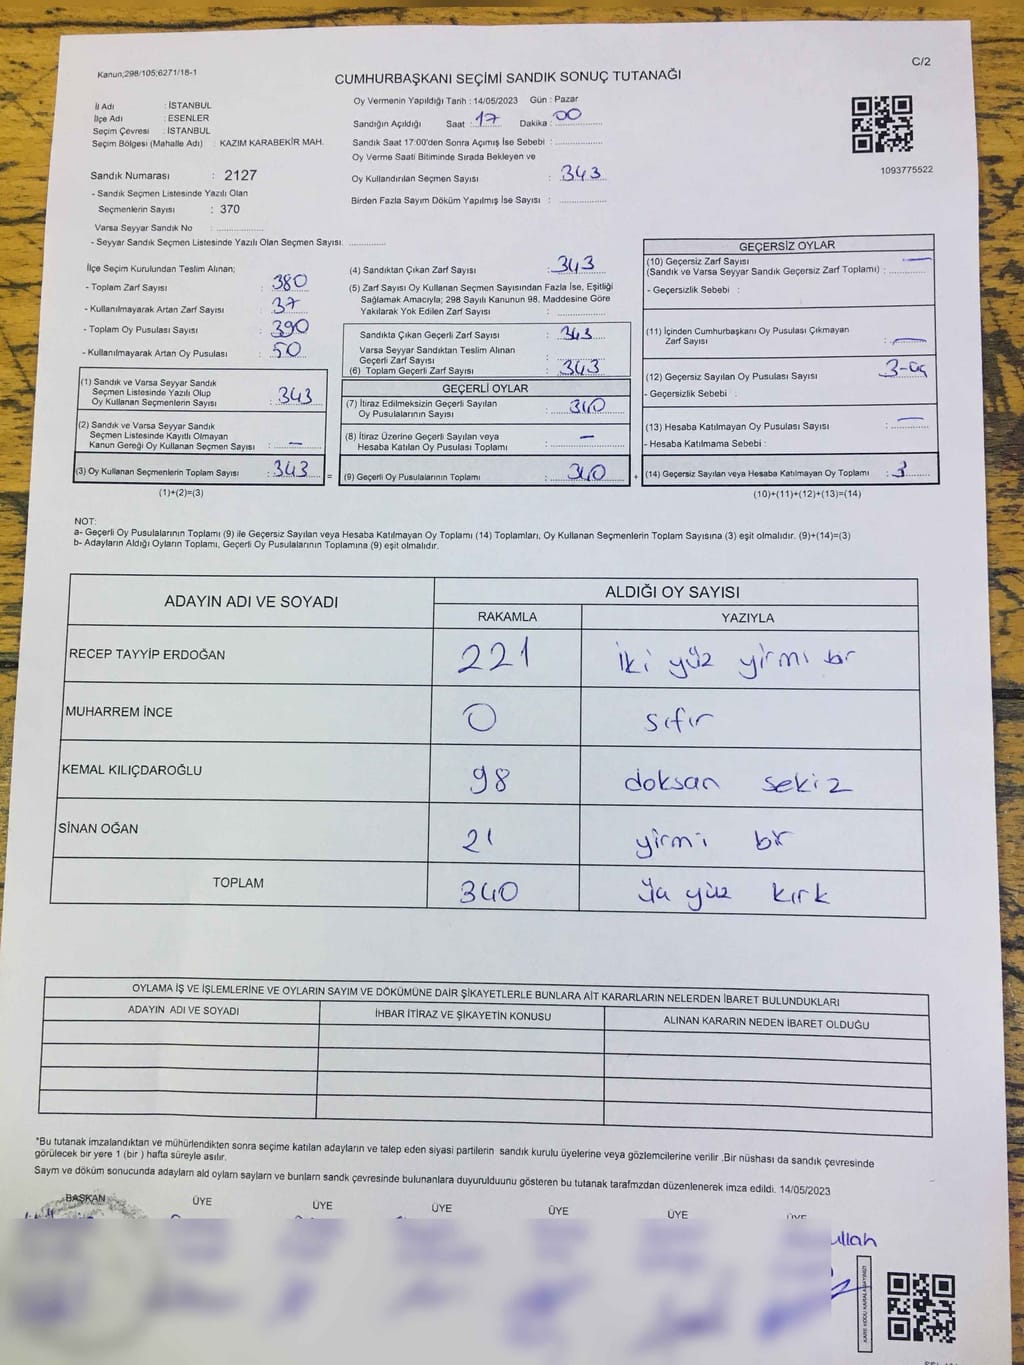 Kanun;298/105;6271/18-1
C/2
CUMHURBAŞKANI SEÇİMİ SANDIK SONUÇ TUTANAĞI
İl Adı : İSTANBUL
İlçe Adı : ESENLER
Seçim Çevresi : İSTANBUL
Seçim Bölgesi (Mahalle Adı) : KAZIM KARABEKİR MAH.
Sandık Numarası : 2127
- Sandık Seçmen Listesinde Yazılı Olan
Seçmenlerin Sayısı : 370
Varsa Seyyar Sandık No :
- Seyyar Sandık Seçmen Listesinde Yazılı Olan Seçmen Sayısı.
Oy Vermenin Yapıldığı Tarih : 14/05/2023 Gün : Pazar
Sandığın Açıldığı Saat : 17 Dakika : 00
Sandık Saat 17:00'den Sonra Açımış İse Sebebi :
Oy Verme Saati Bitiminde Sırada Bekleyen ve
Oy Kullandırılan Seçmen Sayısı : 343
Birden Fazla Sayım Döküm Yapılmış İse Sayısı :
1093775522
İlçe Seçim Kurulundan Teslim Alınan;
- Toplam Zarf Sayısı : 380
- Kullanılmayarak Artan Zarf Sayısı : 37
- Toplam Oy Pusulası Sayısı : 390
- Kullanılmayarak Artan Oy Pusulası : 50
(1) Sandık ve Varsa Seyyar Sandık
Seçmen Listesinde Yazılı Olup
Oy Kullanan Seçmenlerin Sayısı : 343
(2) Sandık ve Varsa Seyyar Sandık
Seçmen Listesinde Kayıtlı Olmayan
Kanun Gereği Oy Kullanan Seçmen Sayısı : –
(3) Oy Kullanan Seçmenlerin Toplam Sayısı : 343 =
(1)+(2)=(3)
(4) Sandıktan Çıkan Zarf Sayısı : 343
(5) Zarf Sayısı Oy Kullanan Seçmen Sayısından Fazla İse, Eşitliği
Sağlamak Amacıyla; 298 Sayılı Kanunun 98. Maddesine Göre
Yakılarak Yok Edilen Zarf Sayısı :
Sandıkta Çıkan Geçerli Zarf Sayısı : 343
Varsa Seyyar Sandıktan Teslim Alınan
Geçerli Zarf Sayısı :
(6) Toplam Geçerli Zarf Sayısı : 343
GEÇERLİ OYLAR
(7) İtiraz Edilmeksizin Geçerli Sayılan
Oy Pusulalarının Sayısı : 340
(8) İtiraz Üzerine Geçerli Sayılan veya
Hesaba Katılan Oy Pusulası Toplamı : –
(9) Geçerli Oy Pusulalarının Toplamı : 340 +
GEÇERSİZ OYLAR
(10) Geçersiz Zarf Sayısı –
(Sandık ve Varsa Seyyar Sandık Geçersiz Zarf Toplamı) :
- Geçersizlik Sebebi :
(11) İçinden Cumhurbaşkanı Oy Pusulası Çıkmayan
Zarf Sayısı : –
(12) Geçersiz Sayılan Oy Pusulası Sayısı : 3-üç
- Geçersizlik Sebebi :
(13) Hesaba Katılmayan Oy Pusulası Sayısı : –
- Hesaba Katılmama Sebebi :
(14) Geçersiz Sayılan veya Hesaba Katılmayan Oy Toplamı : 3
(10)+(11)+(12)+(13)=(14)
NOT:
a- Geçerli Oy Pusulalarının Toplamı (9) ile Geçersiz Sayılan veya Hesaba Katılmayan Oy Toplamı (14) Toplamları, Oy Kullanan Seçmenlerin Toplam Sayısına (3) eşit olmalıdır. (9)+(14)=(3)
b- Adayların Aldığı Oyların Toplamı, Geçerli Oy Pusulalarının Toplamına (9) eşit olmalıdır.
ADAYIN ADI VE SOYADI
ALDIĞI OY SAYISI
RAKAMLA YAZIYLA
RECEP TAYYİP ERDOĞAN 221 iki yüz yirmi bir
MUHARREM İNCE 0 sıfır
KEMAL KILIÇDAROĞLU 98 doksan sekiz
SİNAN OĞAN 21 yirmi bir
TOPLAM 340 üç yüz kırk
OYLAMA İŞ VE İŞLEMLERİNE VE OYLARIN SAYIM VE DÖKÜMÜNE DAİR ŞİKAYETLERLE BUNLARA AİT KARARLARIN NELERDEN İBARET BULUNDUKLARI
ADAYIN ADI VE SOYADI İHBAR İTİRAZ VE ŞİKAYETİN KONUSU ALINAN KARARIN NEDEN İBARET OLDUĞU
*Bu tutanak imzalandıktan ve mühürlendikten sonra seçime katılan adayların ve talep eden siyasi partilerin sandık kurulu üyelerine veya gözlemcilerine verilir .Bir nüshası da sandık çevresinde
görülecek bir yere 1 (bir ) hafta süreyle asılır.
Saym ve döküm sonucunda adayların ald oylarn saylarn ve bunlarn sandk çevresinde bulunanlara duyurulduunu gösteren bu tutanak tarafmzdan düzenlenerek imza edildi. 14/05/2023
BAŞKAN ÜYE ÜYE ÜYE ÜYE ÜYE ÜYE
ullah